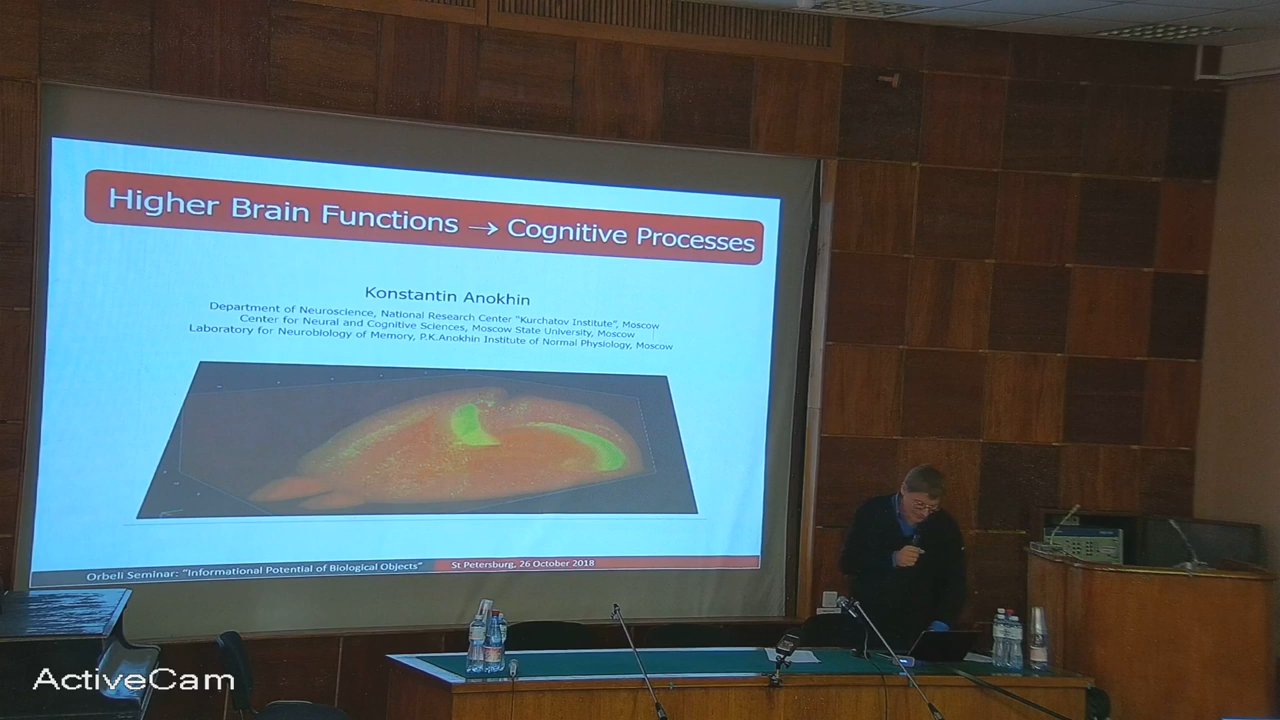 Higher Brain Functions → Cognitive Processes
Konstantin Anokhin
Department of Neuroscience, National Research Center "Kurchatov Institute", Moscow
Center for Neural and Cognitive Sciences, Moscow State University, Moscow
Laboratory for Neurobiology of Memory, P.K.Anokhin Institute of Normal Physiology, Moscow
Orbeli Seminar: "Informational Potential of Biological Objects" St Petersburg, 26 October 2018
ActiveCam